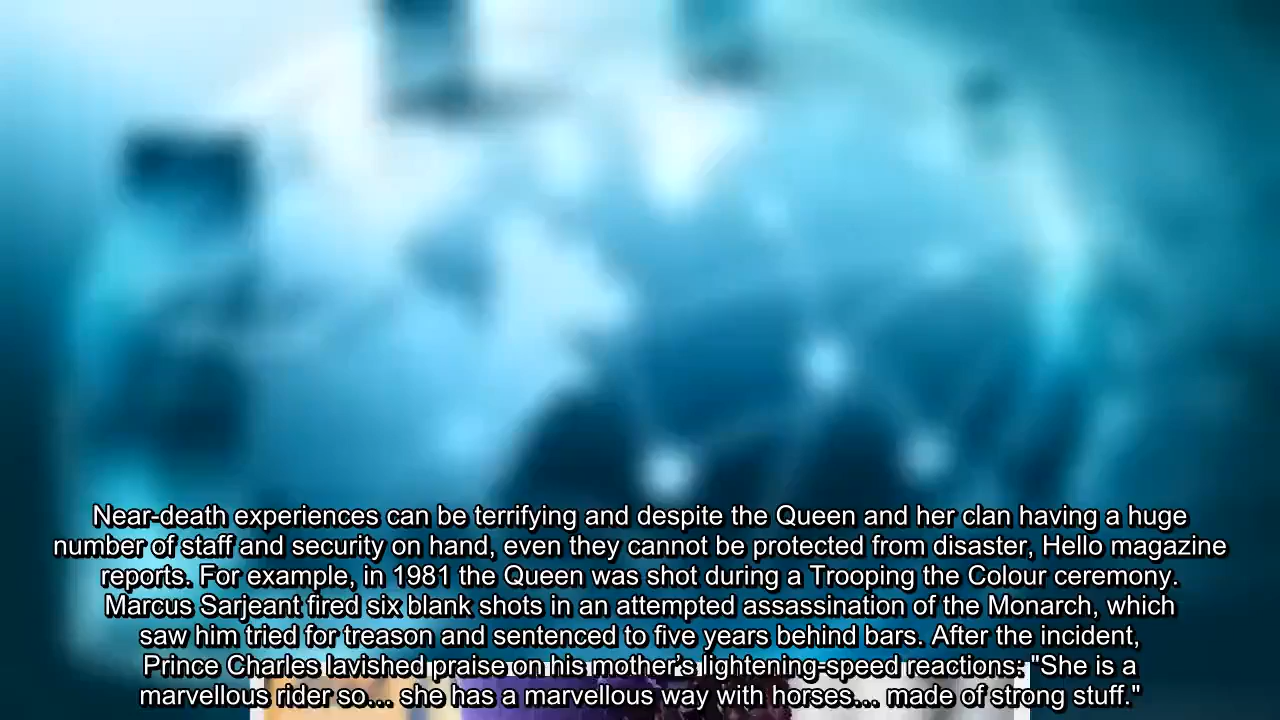 Near-death experiences can be terrifying and despite the Queen and her clan having a huge
number of staff and security on hand, even they cannot be protected from disaster, Hello magazine
reports. For example, in 1981 the Queen was shot during a Trooping the Colour ceremony.
Marcus Sarjeant fired six blank shots in an attempted assassination of the Monarch, which
saw him tried for treason and sentenced to five years behind bars. After the incident,
Prince Charles lavished praise on his mother’s lightening-speed reactions: "She is a
marvellous rider so… she has a marvellous way with horses… made of strong stuff."